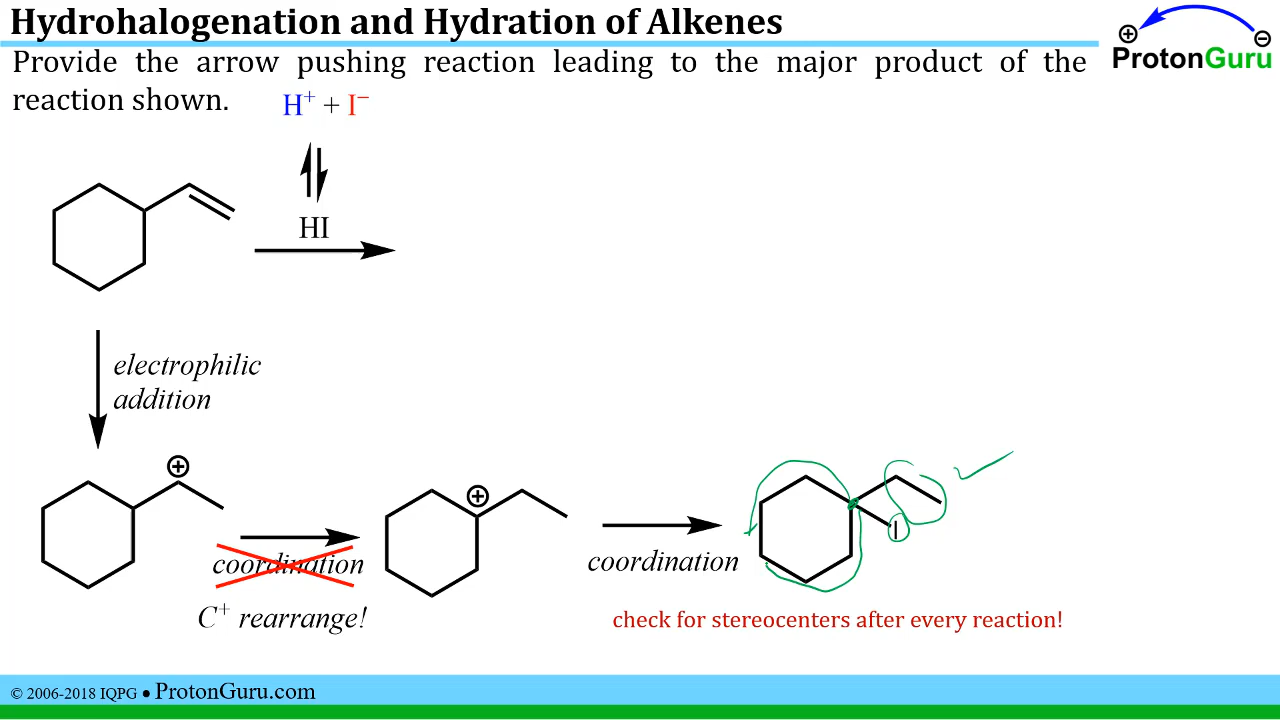 Hydrohalogenation and Hydration of Alkenes
ProtonGuru
Provide the arrow pushing reaction leading to the major product of the
reaction shown.
H⁺ + I⁻
HI
electrophilic
addition
coordination
C⁺ rearrange!
coordination
I
check for stereocenters after every reaction!
© 2006-2018 IQPG ● ProtonGuru.com